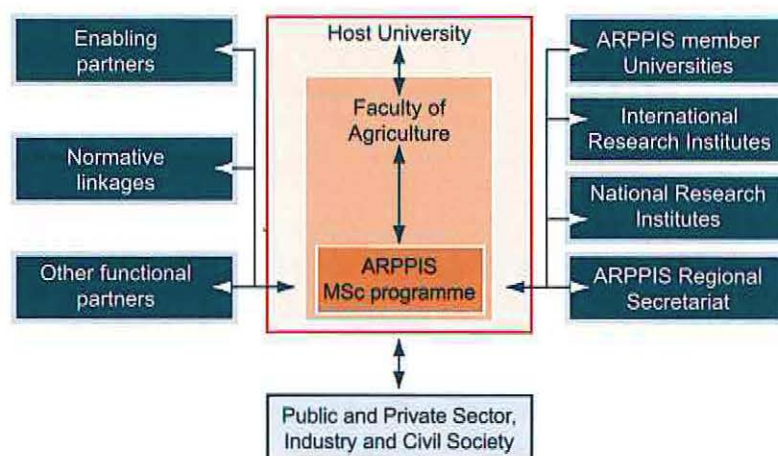 Enabling
partners
Normative
linkages
Other functional
partners
Host University
Faculty of
Agriculture
ARPPIS
MSc programme
ARPPIS member
Universities
International
Research Institutes
National Research
Institutes
ARPPIS Regional
Secretariat
Public and Private Sector,
Industry and Civil Society